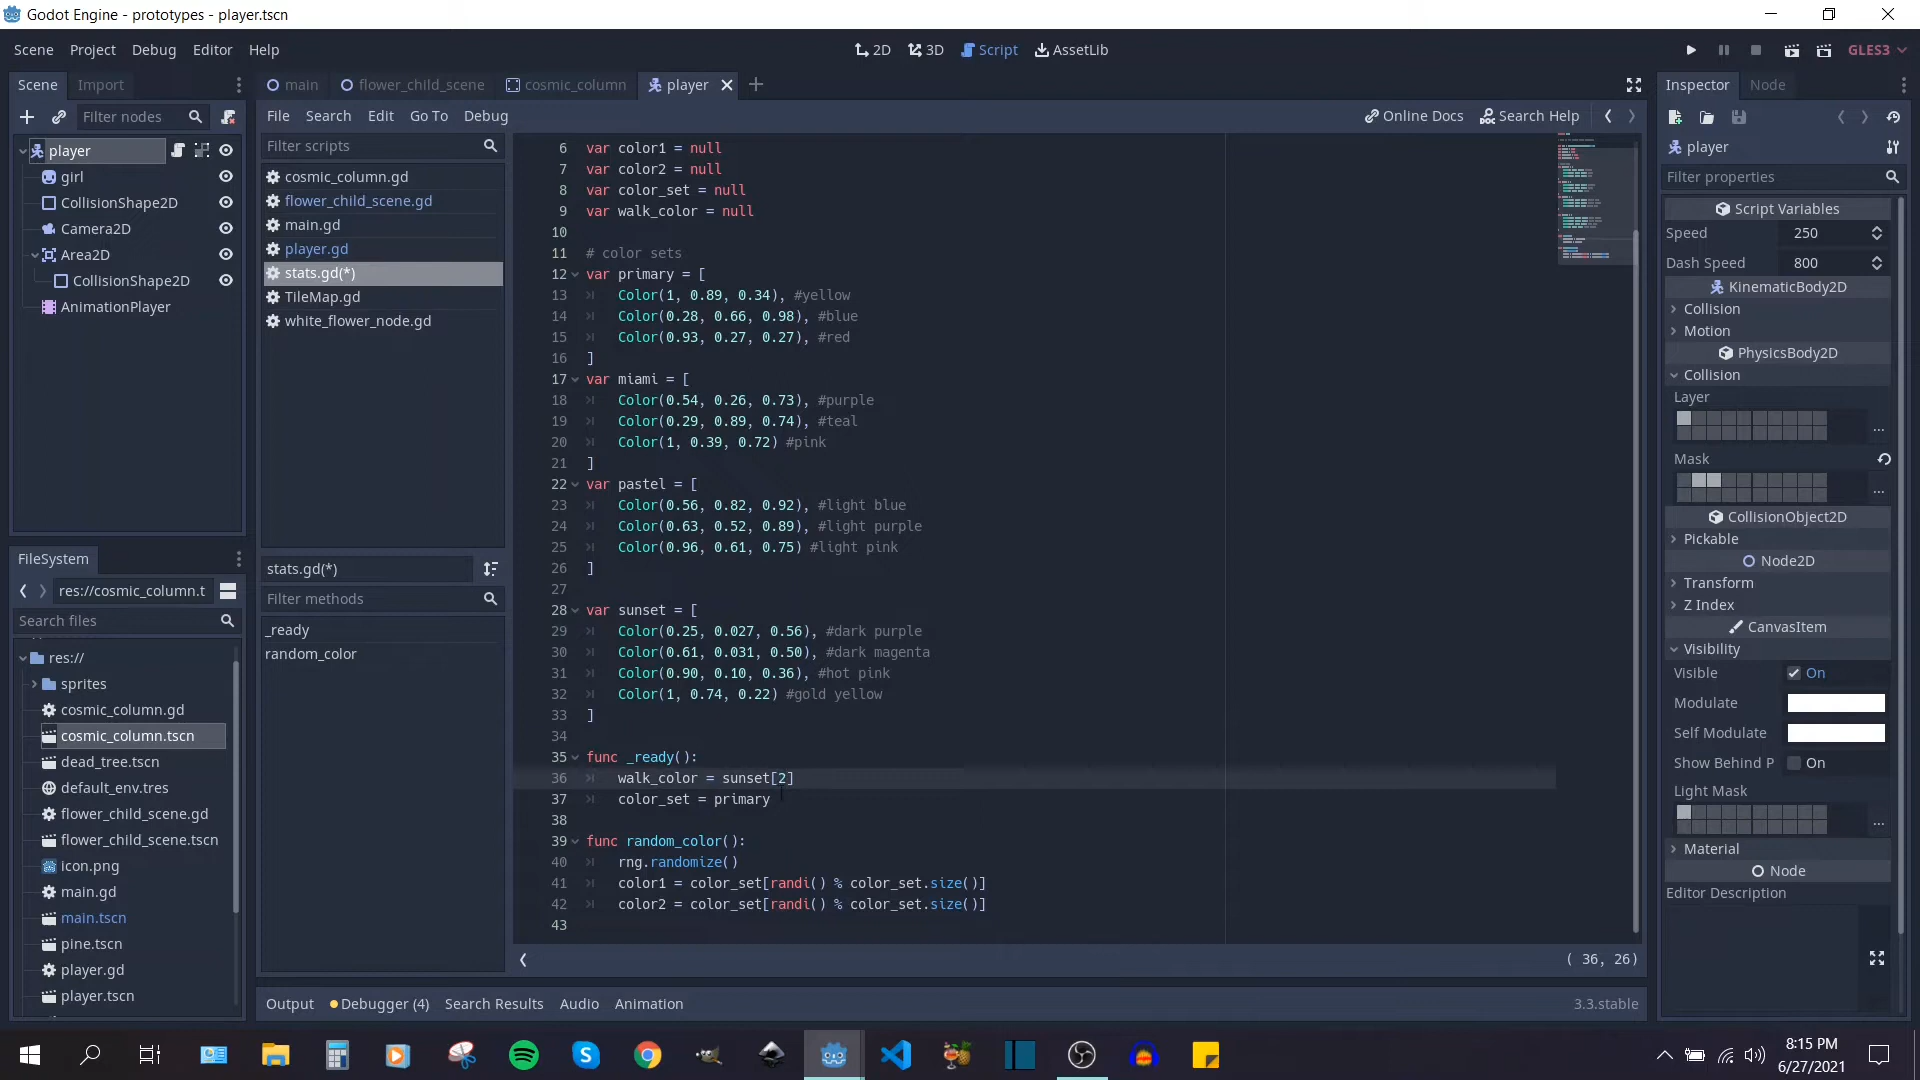 Godot Engine - prototypes - player.tscn
Scene Project Debug Editor Help
2D 3D Script AssetLib
GLES3
Scene Import
Filter nodes
player
girl
CollisionShape2D
Camera2D
Area2D
CollisionShape2D
AnimationPlayer
FileSystem
res://cosmic_column.t
Search files
res://
sprites
cosmic_column.gd
cosmic_column.tscn
dead_tree.tscn
default_env.tres
flower_child_scene.gd
flower_child_scene.tscn
icon.png
main.gd
main.tscn
pine.tscn
player.gd
player.tscn
main flower_child_scene cosmic_column player
File Search Edit Go To Debug
Online Docs Search Help
Filter scripts
cosmic_column.gd
flower_child_scene.gd
main.gd
player.gd
stats.gd(*)
TileMap.gd
white_flower_node.gd
stats.gd(*)
Filter methods
_ready
random_color
6 var color1 = null
7 var color2 = null
8 var color_set = null
9 var walk_color = null
10
11 # color sets
12 var primary = [
13 Color(1, 0.89, 0.34), #yellow
14 Color(0.28, 0.66, 0.98), #blue
15 Color(0.93, 0.27, 0.27), #red
16 ]
17 var miami = [
18 Color(0.54, 0.26, 0.73), #purple
19 Color(0.29, 0.89, 0.74), #teal
20 Color(1, 0.39, 0.72) #pink
21 ]
22 var pastel = [
23 Color(0.56, 0.82, 0.92), #light blue
24 Color(0.63, 0.52, 0.89), #light purple
25 Color(0.96, 0.61, 0.75) #light pink
26 ]
27
28 var sunset = [
29 Color(0.25, 0.027, 0.56), #dark purple
30 Color(0.61, 0.031, 0.50), #dark magenta
31 Color(0.90, 0.10, 0.36), #hot pink
32 Color(1, 0.74, 0.22) #gold yellow
33 ]
34
35 func _ready():
36 walk_color = sunset[2]
37 color_set = primary
38
39 func random_color():
40 rng.randomize()
41 color1 = color_set[randi() % color_set.size()]
42 color2 = color_set[randi() % color_set.size()]
43
( 36, 26)
Output Debugger (4) Search Results Audio Animation
3.3.stable
Inspector Node
player
Filter properties
Script Variables
Speed 250
Dash Speed 800
KinematicBody2D
Collision
Motion
PhysicsBody2D
Collision
Layer
...
Mask
...
CollisionObject2D
Pickable
Node2D
Transform
Z Index
CanvasItem
Visibility
Visible On
Modulate
Self Modulate
Show Behind P On
Light Mask
...
Material
Node
Editor Description
8:15 PM
6/27/2021